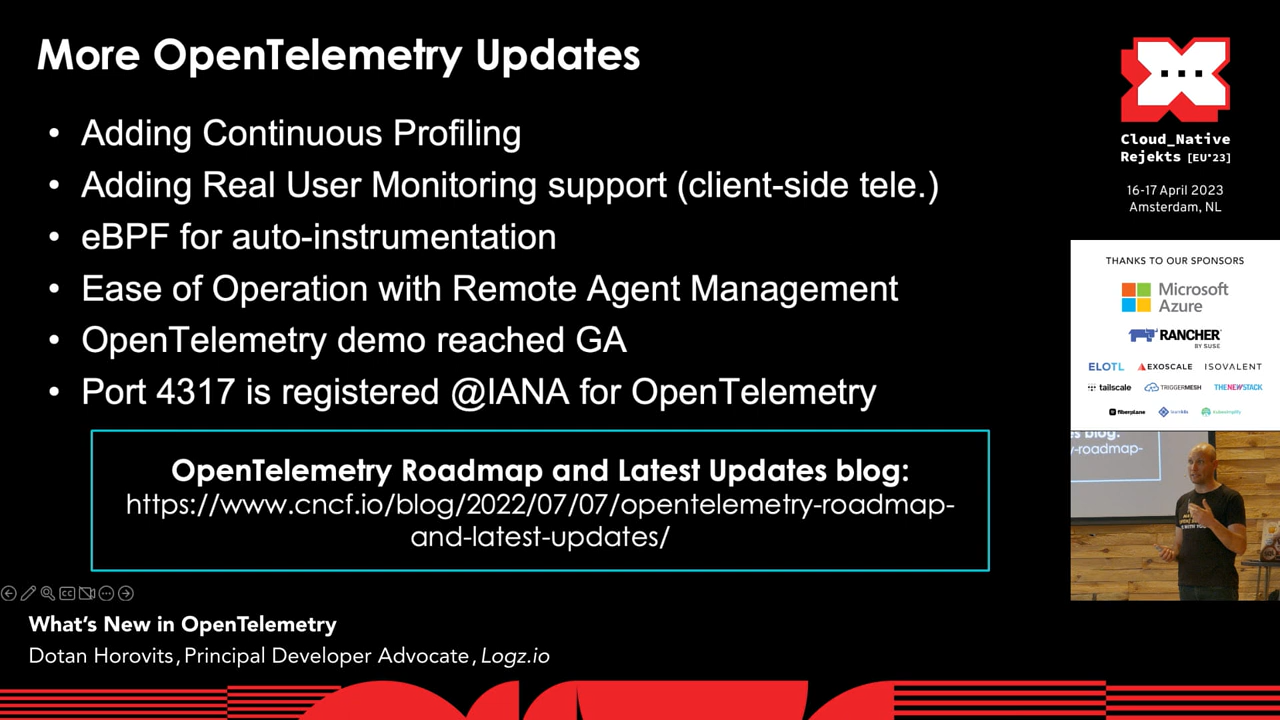 More OpenTelemetry Updates
• Adding Continuous Profiling
• Adding Real User Monitoring support (client-side tele.)
• eBPF for auto-instrumentation
• Ease of Operation with Remote Agent Management
• OpenTelemetry demo reached GA
• Port 4317 is registered @IANA for OpenTelemetry
OpenTelemetry Roadmap and Latest Updates blog:
https://www.cncf.io/blog/2022/07/07/opentelemetry-roadmap-
and-latest-updates/
What's New in OpenTelemetry
Dotan Horovits, Principal Developer Advocate, Logz.io
Cloud_Native
Rejekts [EU'23]
16-17 April 2023
Amsterdam, NL
THANKS TO OUR SPONSORS
Microsoft
Azure
RANCHER
BY SUSE
ELOTL EXOSCALE ISOVALENT
tailscale TRIGGERMESH THENEWSTACK
fiberplane
kubesimplify
blog:
y-roadmap-